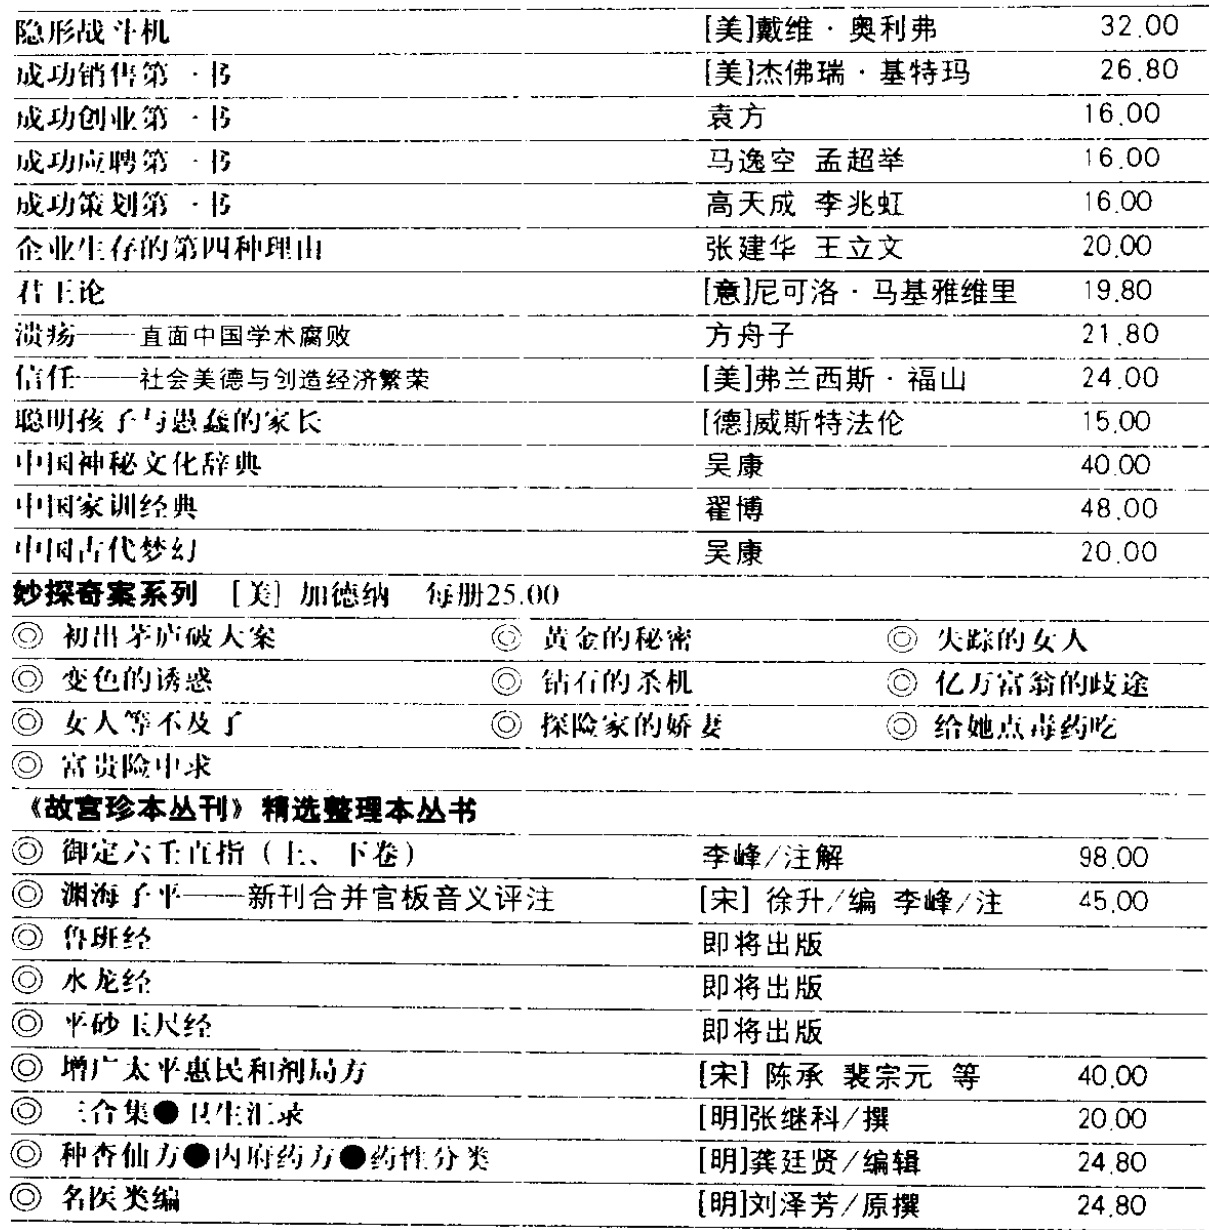 隐形战斗机 [美]戴维·奥利弗 32.00
成功销售第一书 [美]杰佛瑞·基特玛 26.80
成功创业第一书 袁方 16.00
成功应聘第一书 马逸空 孟超举 16.00
成功策划第一书 高天成 李兆虹 16.00
企业生存的第四种理由 张建华 王立文 20.00
君王论 [意]尼可洛·马基雅维里 19.80
溃疡——直面中国学术腐败 方舟子 21.80
信任——社会美德与创造经济繁荣 [美]弗兰西斯·福山 24.00
聪明孩子与愚蠢的家长 [德]威斯特法伦 15.00
中国神秘文化辞典 吴康 40.00
中国家训经典 翟博 48.00
中国古代梦幻 吴康 20.00
妙探奇案系列 [美] 加德纳 每册25.00
◎ 初出茅庐破大案 ◎ 黄金的秘密 ◎ 失踪的女人
◎ 变色的诱惑 ◎ 钻石的杀机 ◎ 亿万富翁的歧途
◎ 女人等不及了 ◎ 探险家的娇妻 ◎ 给她点毒药吃
◎ 富贵险中求
《故宫珍本丛刊》精选整理本丛书
◎ 御定六壬直指（上、下卷） 李峰/注解 98.00
◎ 渊海子平——新刊合并官板音义评注 [宋] 徐升/编 李峰/注 45.00
◎ 鲁班经 即将出版
◎ 水龙经 即将出版
◎ 平砂玉尺经 即将出版
◎ 增广太平惠民和剂局方 [宋] 陈承 裴宗元 等 40.00
◎ 三合集●卫生汇录 [明]张继科/撰 20.00
◎ 种杏仙方●内府药方●药性分类 [明]龚廷贤/编辑 24.80
◎ 名医类编 [明]刘泽芳/原撰 24.80